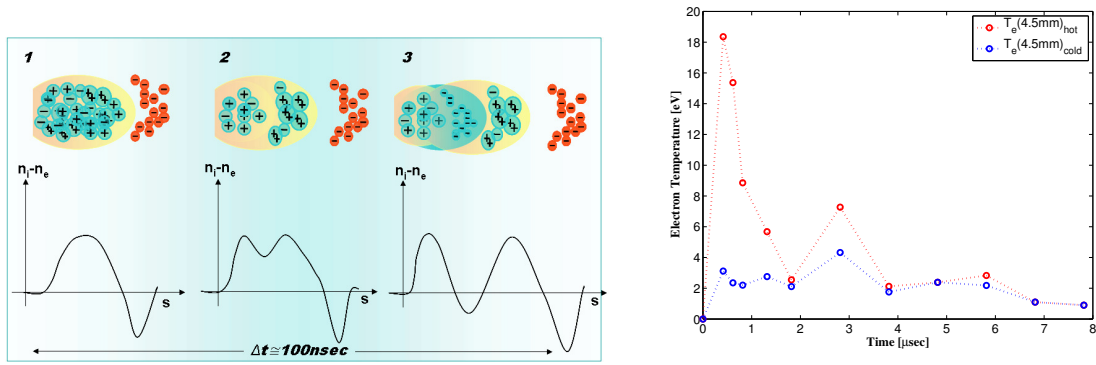 1 2 3
nᵢ-nₑ nᵢ-nₑ nᵢ-nₑ
s s s
Δt≅100nsec
20
18
16
14
12
10
8
6
4
2
0
Electron Temperature [eV]
Tₑ(4.5mm)hot
Tₑ(4.5mm)cold
0 1 2 3 4 5 6 7 8
Time [μsec]